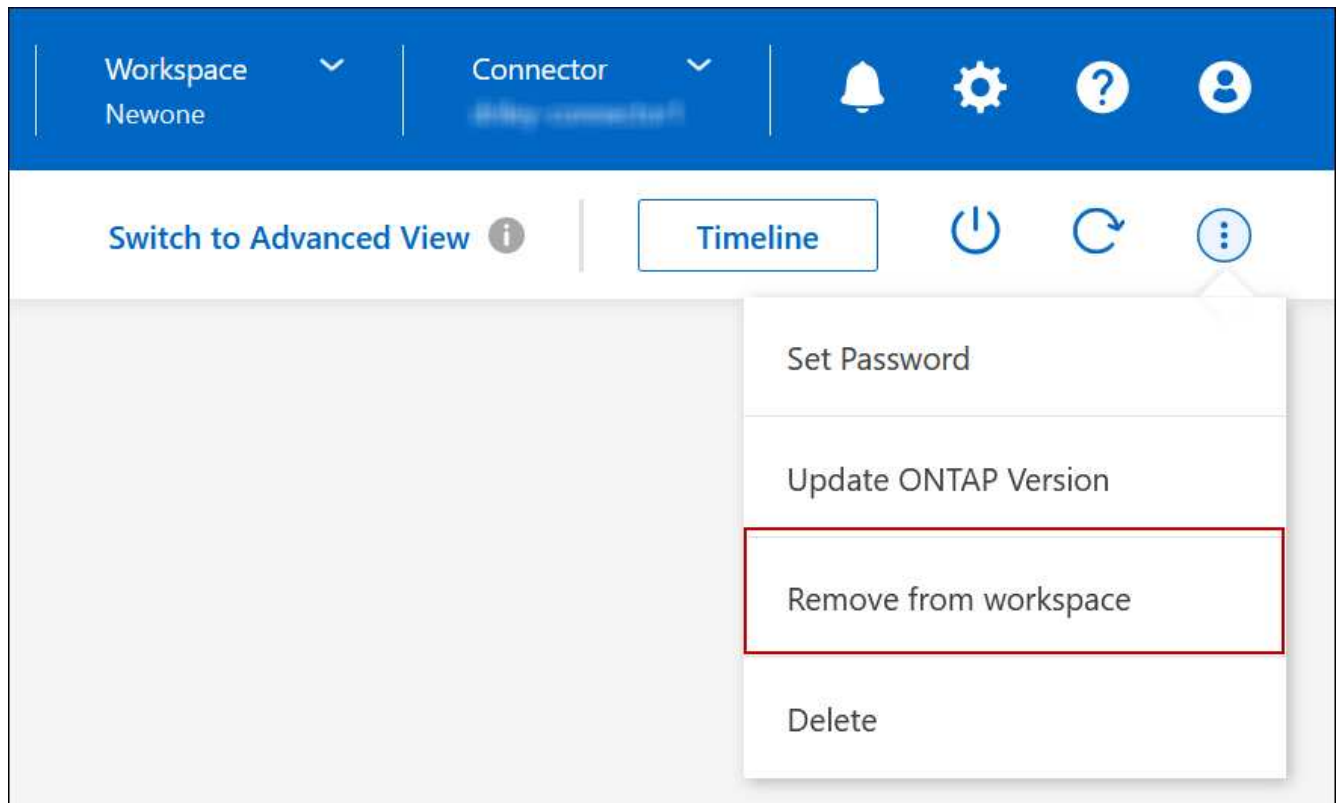 Workspace
Newone
Connector
Switch to Advanced View
Timeline
Set Password
Update ONTAP Version
Remove from workspace
Delete